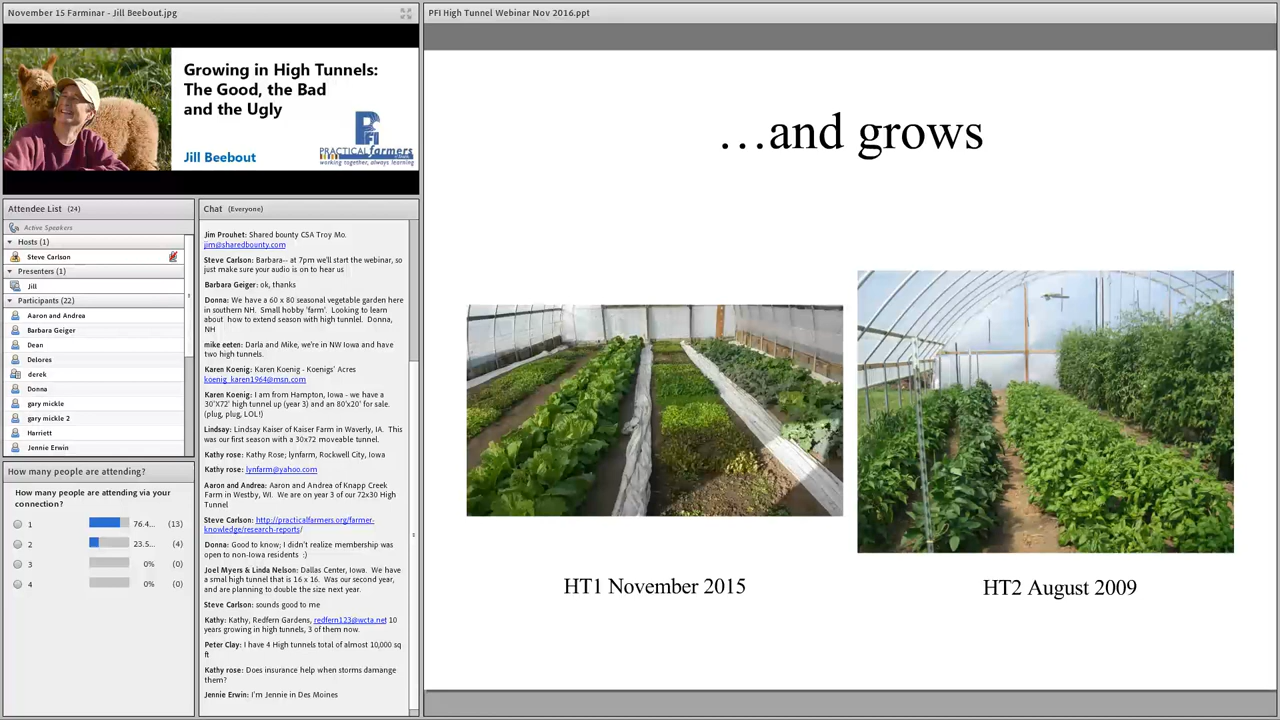 November 15 Farminar - Jill Beebout.jpg
Growing in High Tunnels:
The Good, the Bad
and the Ugly
Jill Beebout
PFI
PRACTICAL farmers
working together, always learning
Attendee List (24)
Active Speakers
Hosts (1)
Steve Carlson
Presenters (1)
Jill
Participants (22)
Aaron and Andrea
Barbara Geiger
Dean
Delores
derek
Donna
gary mickle
gary mickle 2
Harriett
Jennie Erwin
How many people are attending?
How many people are attending via your
connection?
1 76.4... (13)
2 23.5... (4)
3 0% (0)
4 0% (0)
Chat (Everyone)
Jim Prouhet: Shared bounty CSA Troy Mo.
jim@sharedbounty.com
Steve Carlson: Barbara-- at 7pm we'll start the webinar, so
just make sure your audio is on to hear us
Barbara Geiger: ok, thanks
Donna: We have a 60 x 80 seasonal vegetable garden here
in southern NH. Small hobby 'farm'. Looking to learn
about how to extend season with high tunnlel. Donna,
NH
mike eeten: Darla and Mike, we're in NW Iowa and have
two high tunnels.
Karen Koenig: Karen Koenig - Koenigs' Acres
koenig_karen1964@msn.com
Karen Koenig: I am from Hampton, Iowa - we have a
30'X72' high tunnel up (year 3) and an 80'x20' for sale.
(plug, plug, LOL!)
Lindsay: Lindsay Kaiser of Kaiser Farm in Waverly, IA. This
was our first season with a 30x72 moveable tunnel.
Kathy rose: Kathy Rose; lynfarm, Rockwell City, Iowa
Kathy rose: lynfarm@yahoo.com
Aaron and Andrea: Aaron and Andrea of Knapp Creek
Farm in Westby, WI. We are on year 3 of our 72x30 High
Tunnel
Steve Carlson: http://practicalfarmers.org/farmer-
knowledge/research-reports/
Donna: Good to know; I didn't realize membership was
open to non-Iowa residents :)
Joel Myers & Linda Nelson: Dallas Center, Iowa. We have
a smal high tunnel that is 16 x 16. Was our second year,
and are planning to double the size next year.
Steve Carlson: sounds good to me
Kathy: Kathy, Redfern Gardens, redfern123@wcta.net 10
years growing in high tunnels, 3 of them now.
Peter Clay: I have 4 High tunnels total of almost 10,000 sq
ft
Kathy rose: Does insurance help when storms damange
them?
Jennie Erwin: I'm Jennie in Des Moines
PFI High Tunnel Webinar Nov 2016.ppt
…and grows
HT1 November 2015
HT2 August 2009